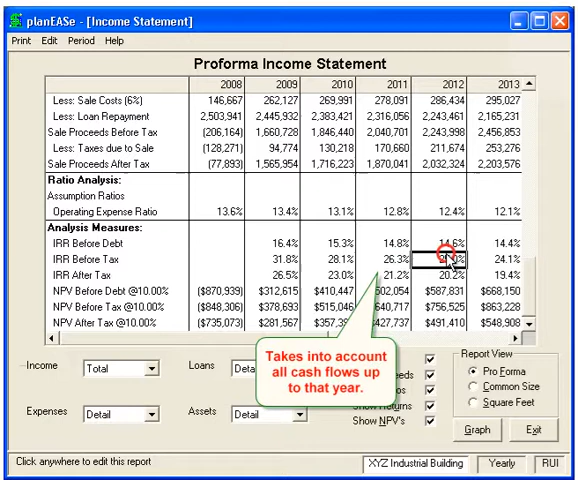 planEASe - [Income Statement]
Print Edit Period Help
Proforma Income Statement
2008 2009 2010 2011 2012 2013
Less: Sale Costs (6%) 146,667 262,127 269,991 278,091 286,434 295,027
Less: Loan Repayment 2,503,941 2,445,932 2,383,421 2,316,056 2,243,461 2,165,231
Sale Proceeds Before Tax (206,164) 1,660,728 1,846,440 2,040,701 2,243,998 2,456,853
Less: Taxes due to Sale (128,271) 94,774 130,218 170,660 211,674 253,276
Sale Proceeds After Tax (77,893) 1,565,954 1,716,223 1,870,041 2,032,324 2,203,576
Ratio Analysis:
Assumption Ratios
Operating Expense Ratio 13.6% 13.4% 13.1% 12.8% 12.4% 12.1%
Analysis Measures:
IRR Before Debt 16.4% 15.3% 14.8% 14.6% 14.4%
IRR Before Tax 31.8% 28.1% 26.3% 24.1%
IRR After Tax 26.5% 23.0% 21.2% 20.2% 19.4%
NPV Before Debt @10.00% ($870,939) $312,615 $410,447 602,054 $587,831 $668,150
NPV Before Tax @10.00% ($848,306) $378,693 $515,046 640,717 $756,525 $863,228
NPV After Tax @10.00% ($735,073) $281,567 $357,39 427,737 $491,410 $548,908
Takes into account
all cash flows up
to that year.
Income Total Loans Deta
Expenses Detail Assets Detail
eeds
os
Show Returns
Show NPV's
Report View
Pro Forma
Common Size
Square Feet
Graph Exit
Click anywhere to edit this report XYZ Industrial Building Yearly RUI